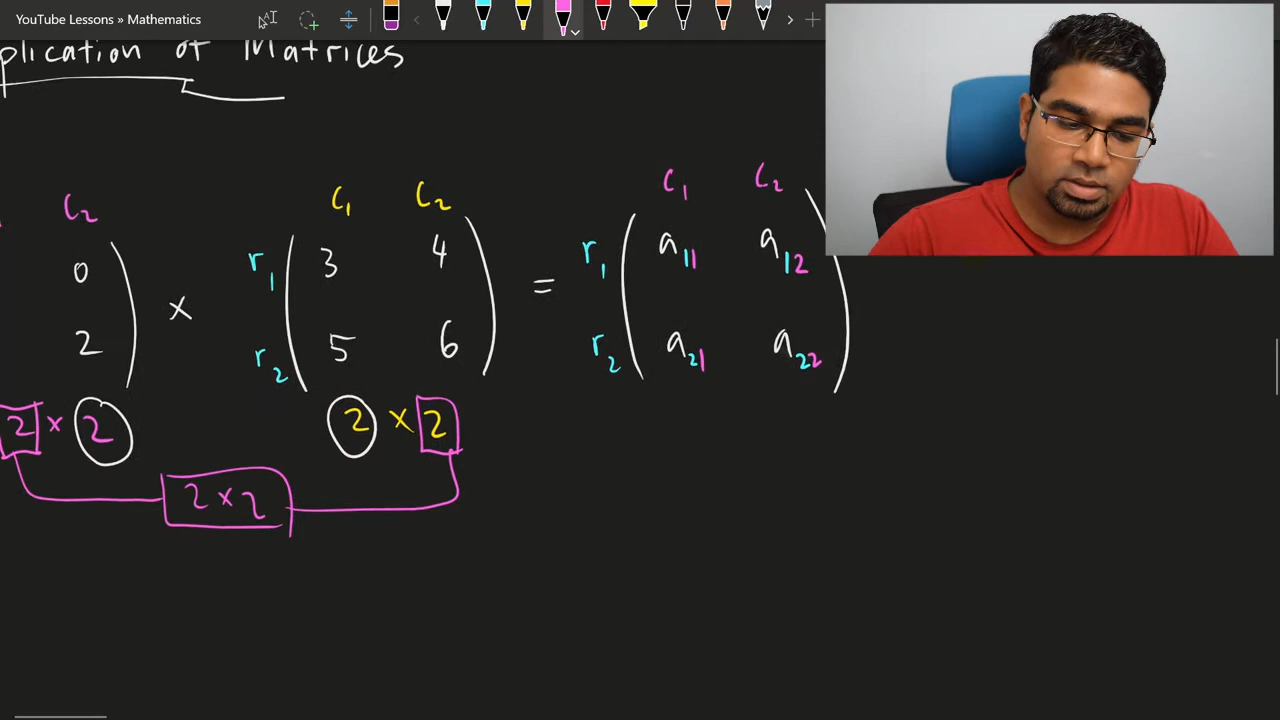 YouTube Lessons » Mathematics
plication of Matrices
C2 C1 C2 C1 C2
0 r1 3 4 r1 a11 a12
× =
2 r2 5 6 r2 a21 a22
2 × 2 2 × 2
2 × 2